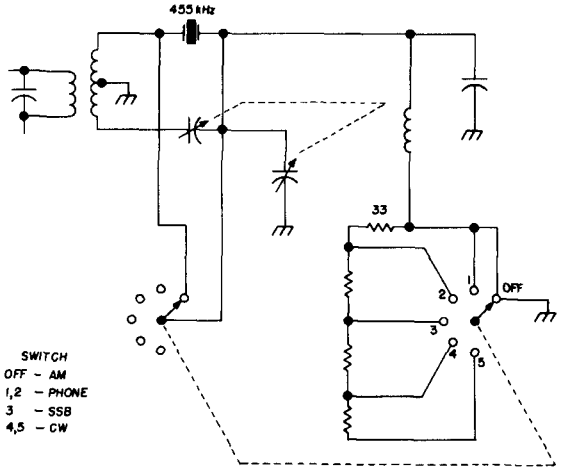 455 kHz
33
1
OFF
2
3
4
5
SWITCH
OFF - AM
1,2 - PHONE
3 - SSB
4,5 - CW